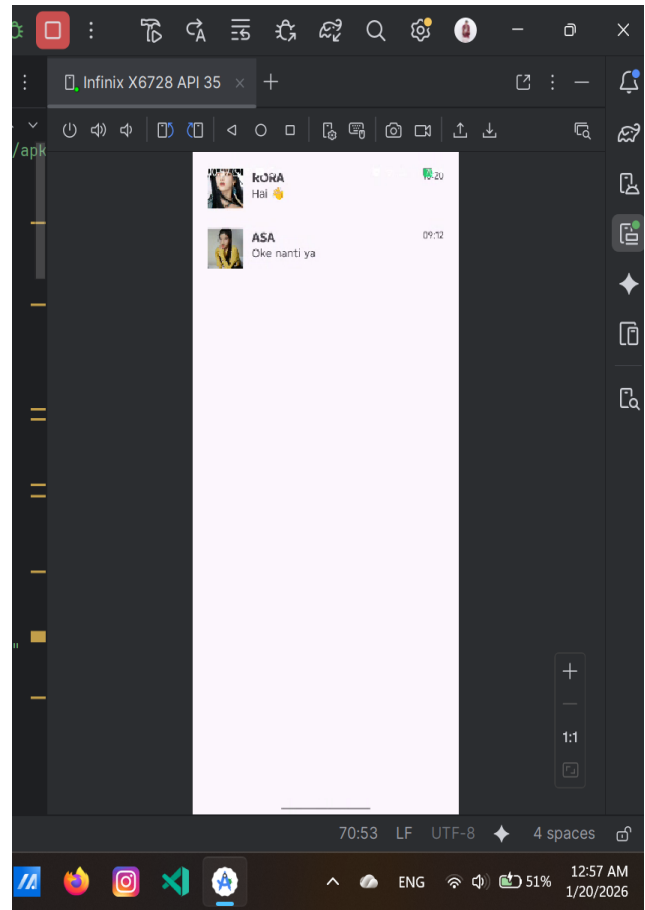 Infinix X6728 API 35
/apk
RORA
Hai 👋
ASA
09:12
Oke nanti ya
"
1:1
70:53 LF UTF-8 4 spaces
ENG
51%
12:57 AM
1/20/2026